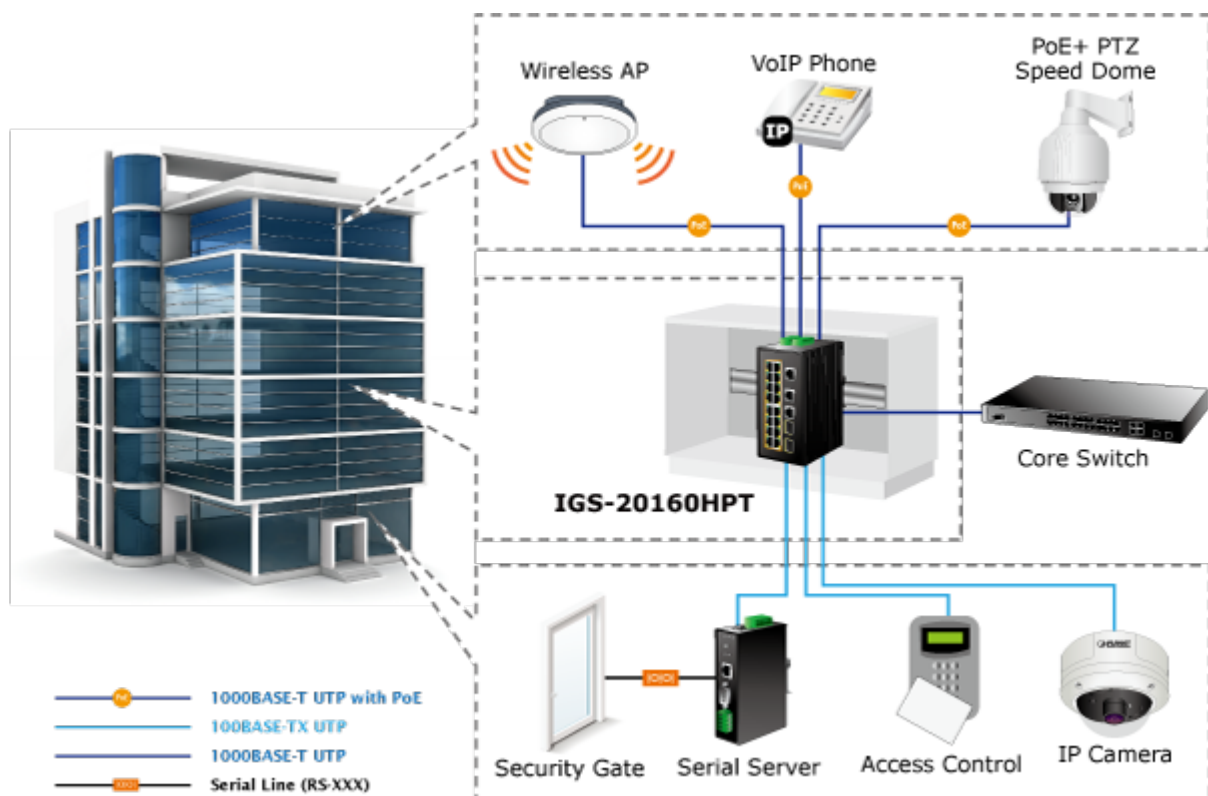 Wireless AP
VoIP Phone
PoE+ PTZ
Speed Dome
IP
PoE
PoE
PoE
IGS-20160HPT
Core Switch
Security Gate
Serial Server
Access Control
IP Camera
PoE
1000BASE-T UTP with PoE
100BASE-TX UTP
1000BASE-T UTP
Serial Line (RS-XXX)